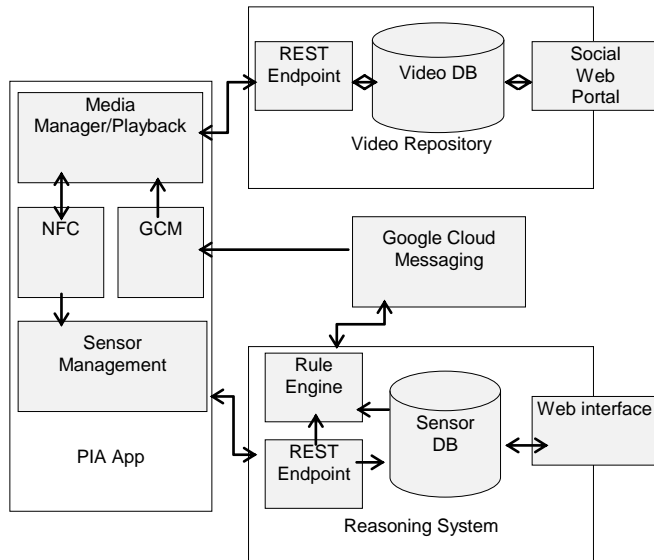 REST
Endpoint
Video DB
Social
Web
Portal
Video Repository
Media
Manager/Playback
NFC
GCM
Sensor
Management
PIA App
Google Cloud
Messaging
Rule
Engine
REST
Endpoint
Sensor
DB
Web interface
Reasoning System